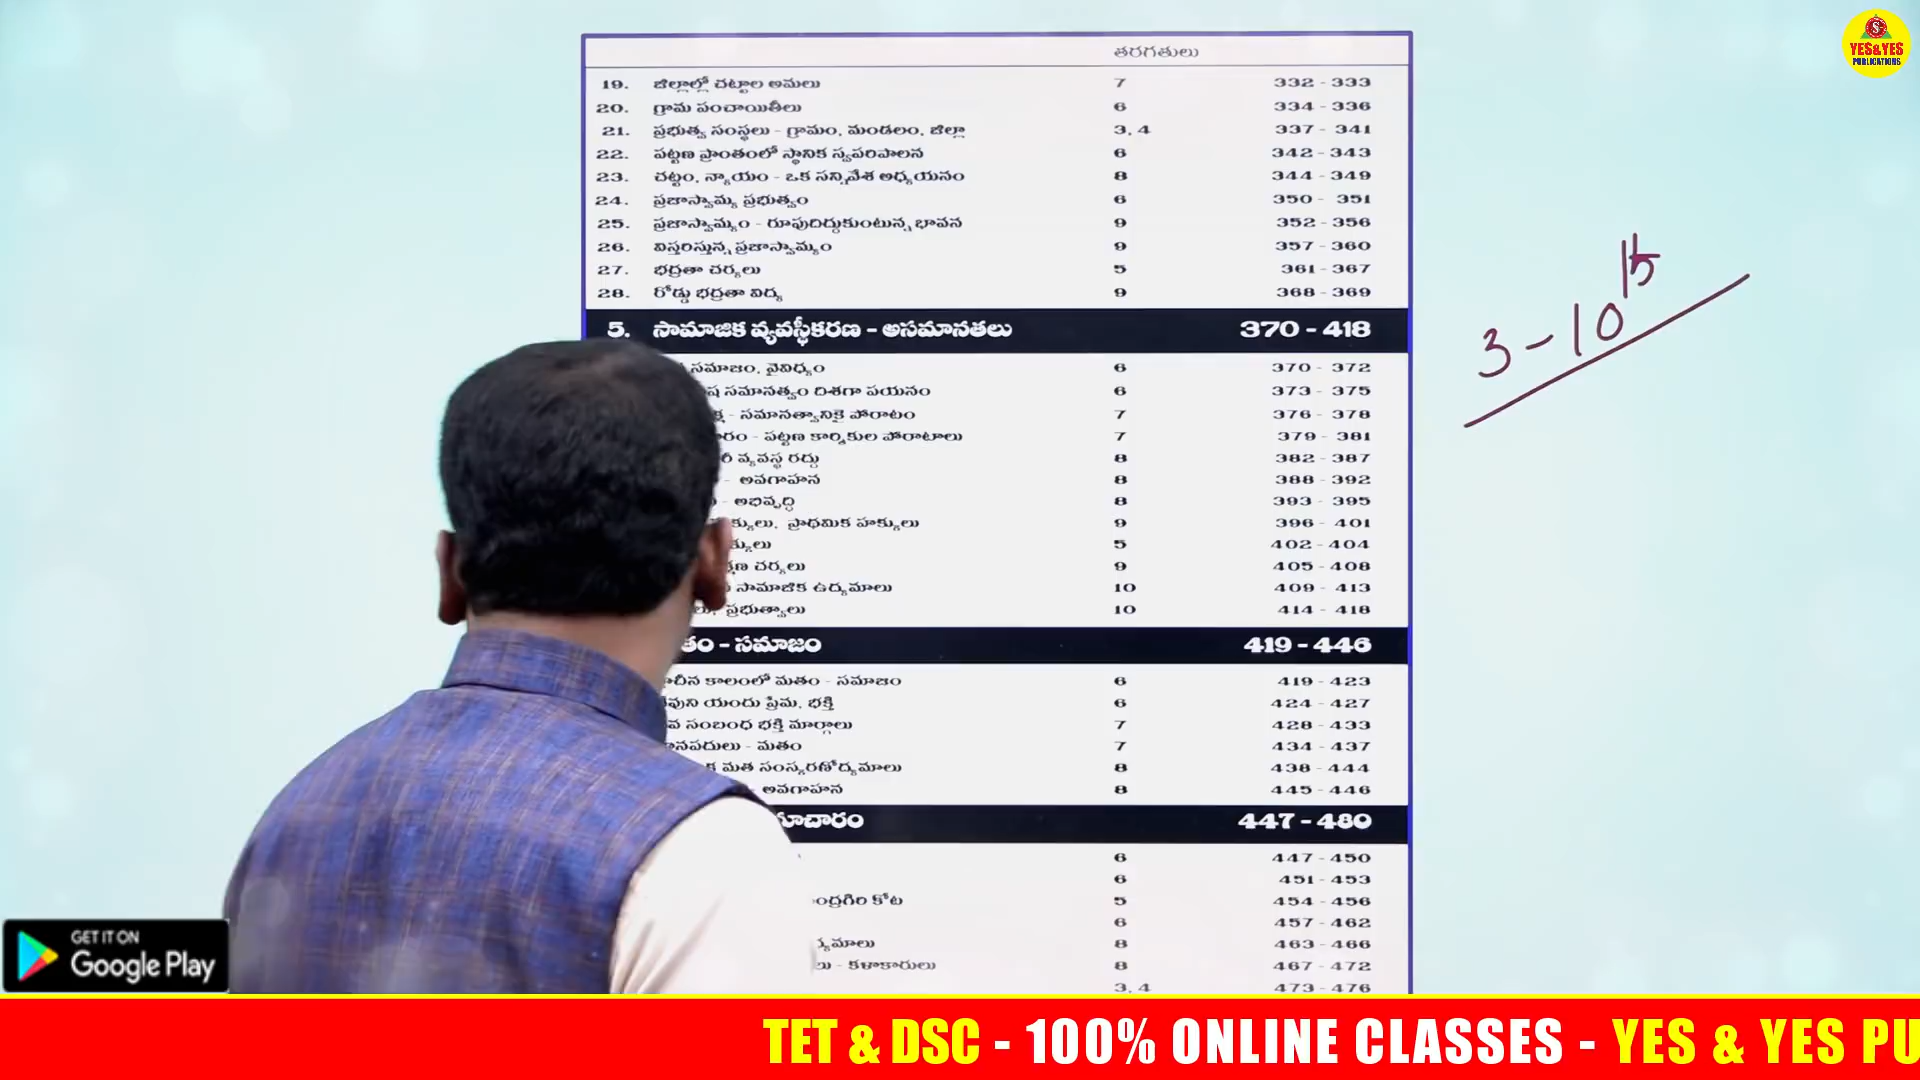 తరగతులు
19. జిల్లాల్లో చట్టాల అమలు 7 332 - 333
20. గ్రామ పంచాయితీలు 6 334 - 336
21. ప్రభుత్వ సంస్థలు - గ్రామం, మండలం, జిల్లా 3, 4 337 - 341
22. పట్టణ ప్రాంతంలో స్థానిక స్వపరిపాలన 6 342 - 343
23. చట్టం, న్యాయం - ఒక సన్నివేశ అధ్యయనం 8 344 - 349
24. ప్రజాస్వామ్య ప్రభుత్వం 6 350 - 351
25. ప్రజాస్వామ్యం - రూపుదిద్దుకుంటున్న భావన 9 352 - 356
26. విస్తరిస్తున్న ప్రజాస్వామ్యం 9 357 - 360
27. భద్రతా చర్యలు 5 361 - 367
28. రోడ్డు భద్రతా విద్య 9 368 - 369
5. సామాజిక వ్యవస్థీకరణ - అసమానతలు 370 - 418
సమాజం, వైవిధ్యం 6 370 - 372
సమానత్వం దిశగా పయనం 6 373 - 375
- సమానత్వానికై పోరాటం 7 376 - 378
- పట్టణ కార్మికుల పోరాటాలు 7 379 - 381
వ్యవస్థ రద్దు 8 382 - 387
- అవగాహన 8 388 - 392
- అభివృద్ధి 8 393 - 395
ప్రాథమిక హక్కులు 9 396 - 401
5 402 - 404
చర్యలు 9 405 - 408
సామాజిక ఉద్యమాలు 10 409 - 413
ప్రభుత్వాలు 10 414 - 418
- సమాజం 419 - 446
కాలంలో మతం - సమాజం 6 419 - 423
యందు ప్రేమ, భక్తి 6 424 - 427
సంబంధ భక్తి మార్గాలు 7 428 - 433
- మతం 7 434 - 437
మత సంస్కరణోద్యమాలు 8 438 - 444
- అవగాహన 8 445 - 446
447 - 480
6 447 - 450
6 451 - 453
కోట 5 454 - 456
6 457 - 462
8 463 - 466
- కళాకారులు 8 467 - 472
3, 4 473 - 476
3 - 10
YES&YES
PUBLICATIONS
GET IT ON
Google Play
TET & DSC - 100% ONLINE CLASSES - YES & YES PU